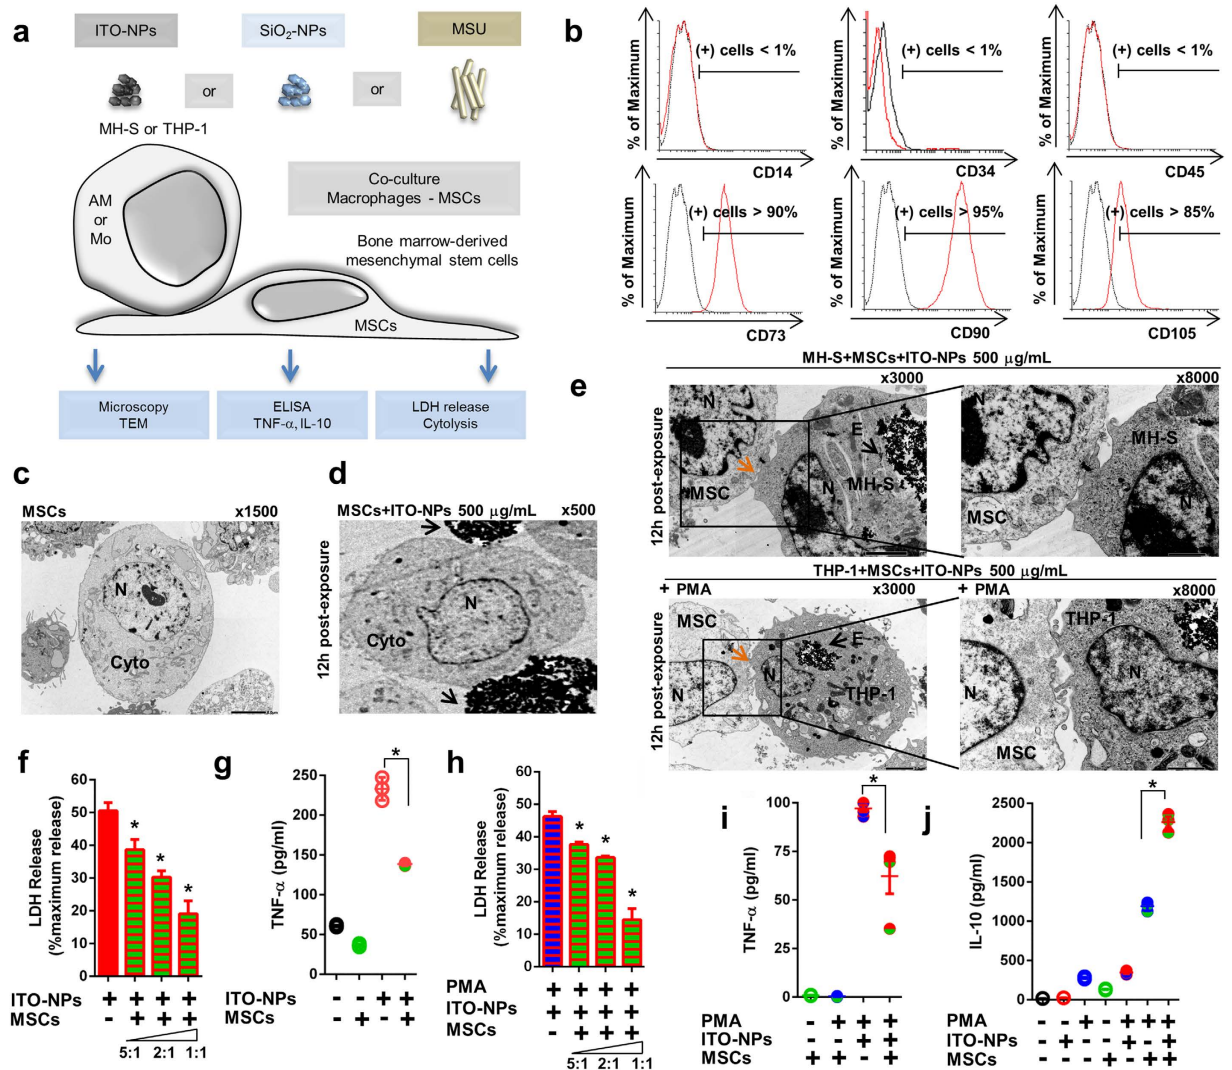 a
ITO-NPs
SiO₂-NPs
MSU
or
or
MH-S or THP-1
AM
or
Mo
Co-culture
Macrophages - MSCs
Bone marrow-derived
mesenchymal stem cells
MSCs
Microscopy
TEM
ELISA
TNF-α, IL-10
LDH release
Cytolysis
b
% of Maximum
(+) cells < 1%
CD14
% of Maximum
(+) cells < 1%
CD34
% of Maximum
(+) cells < 1%
CD45
% of Maximum
(+) cells > 90%
CD73
% of Maximum
(+) cells > 95%
CD90
% of Maximum
(+) cells > 85%
CD105
c
MSCs
x1500
N
Cyto
d
MSCs+ITO-NPs 500 µg/mL
x500
12h post-exposure
N
Cyto
e
MH-S+MSCs+ITO-NPs 500 µg/mL
x3000
x8000
12h post-exposure
N
E
MSC
N
MH-S
MH-S
N
MSC
THP-1+MSCs+ITO-NPs 500 µg/mL
+ PMA
x3000
+ PMA
x8000
12h post-exposure
MSC
E
N
N
THP-1
THP-1
N
N
MSC
f
LDH Release
(%maximum release)
60
50
40
30
20
10
0
* * *
ITO-NPs + + + +
MSCs - + + +
5:1 2:1 1:1
g
TNF-α (pg/ml)
250
200
150
100
50
0
*
ITO-NPs - - + +
MSCs - + - +
h
LDH Release
(%maximum release)
60
40
20
0
* * *
PMA + + + +
ITO-NPs + + + +
MSCs - + + +
5:1 2:1 1:1
i
TNF-α (pg/ml)
100
75
50
25
0
*
PMA - + + +
ITO-NPs - - + +
MSCs + + - +
j
IL-10 (pg/ml)
2500
2000
1500
1000
500
0
*
PMA - - + - + + +
ITO-NPs - + - - + - +
MSCs - - - + - + +